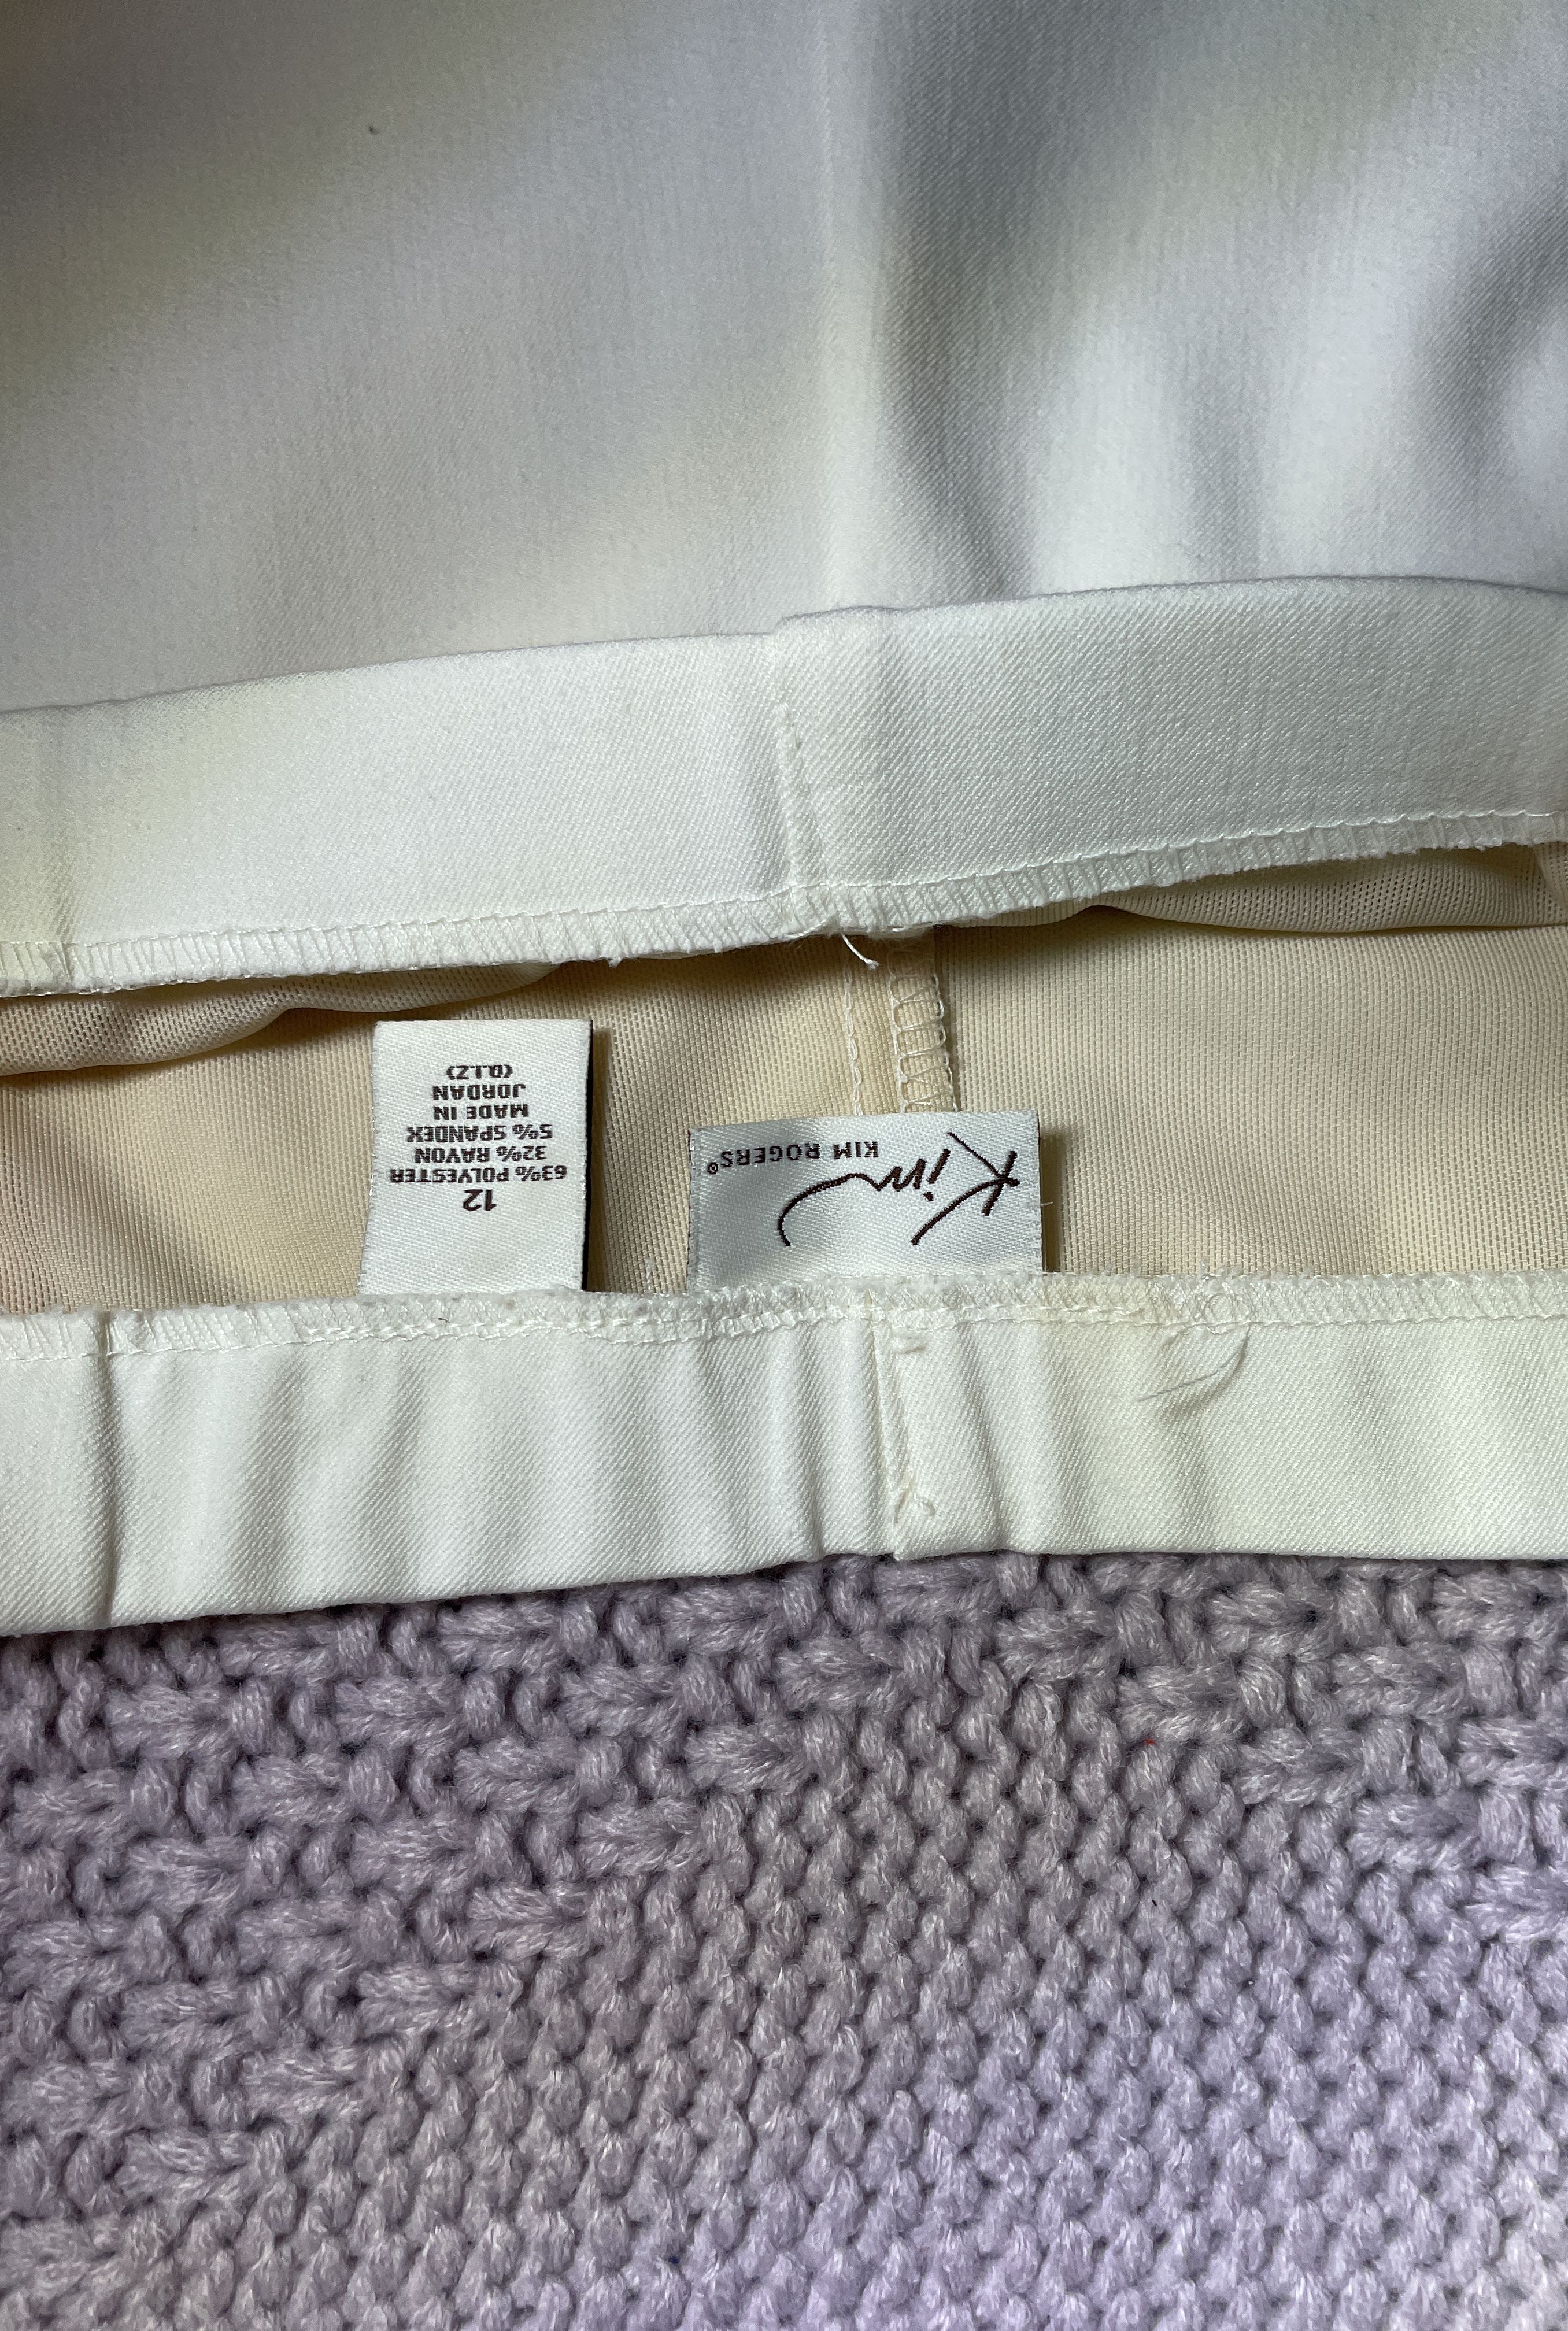 Kim
KIM ROGERS®
12
63% POLYESTER
32% RAYON
5% SPANDEX
MADE IN
JORDAN
(Q.I.Z)